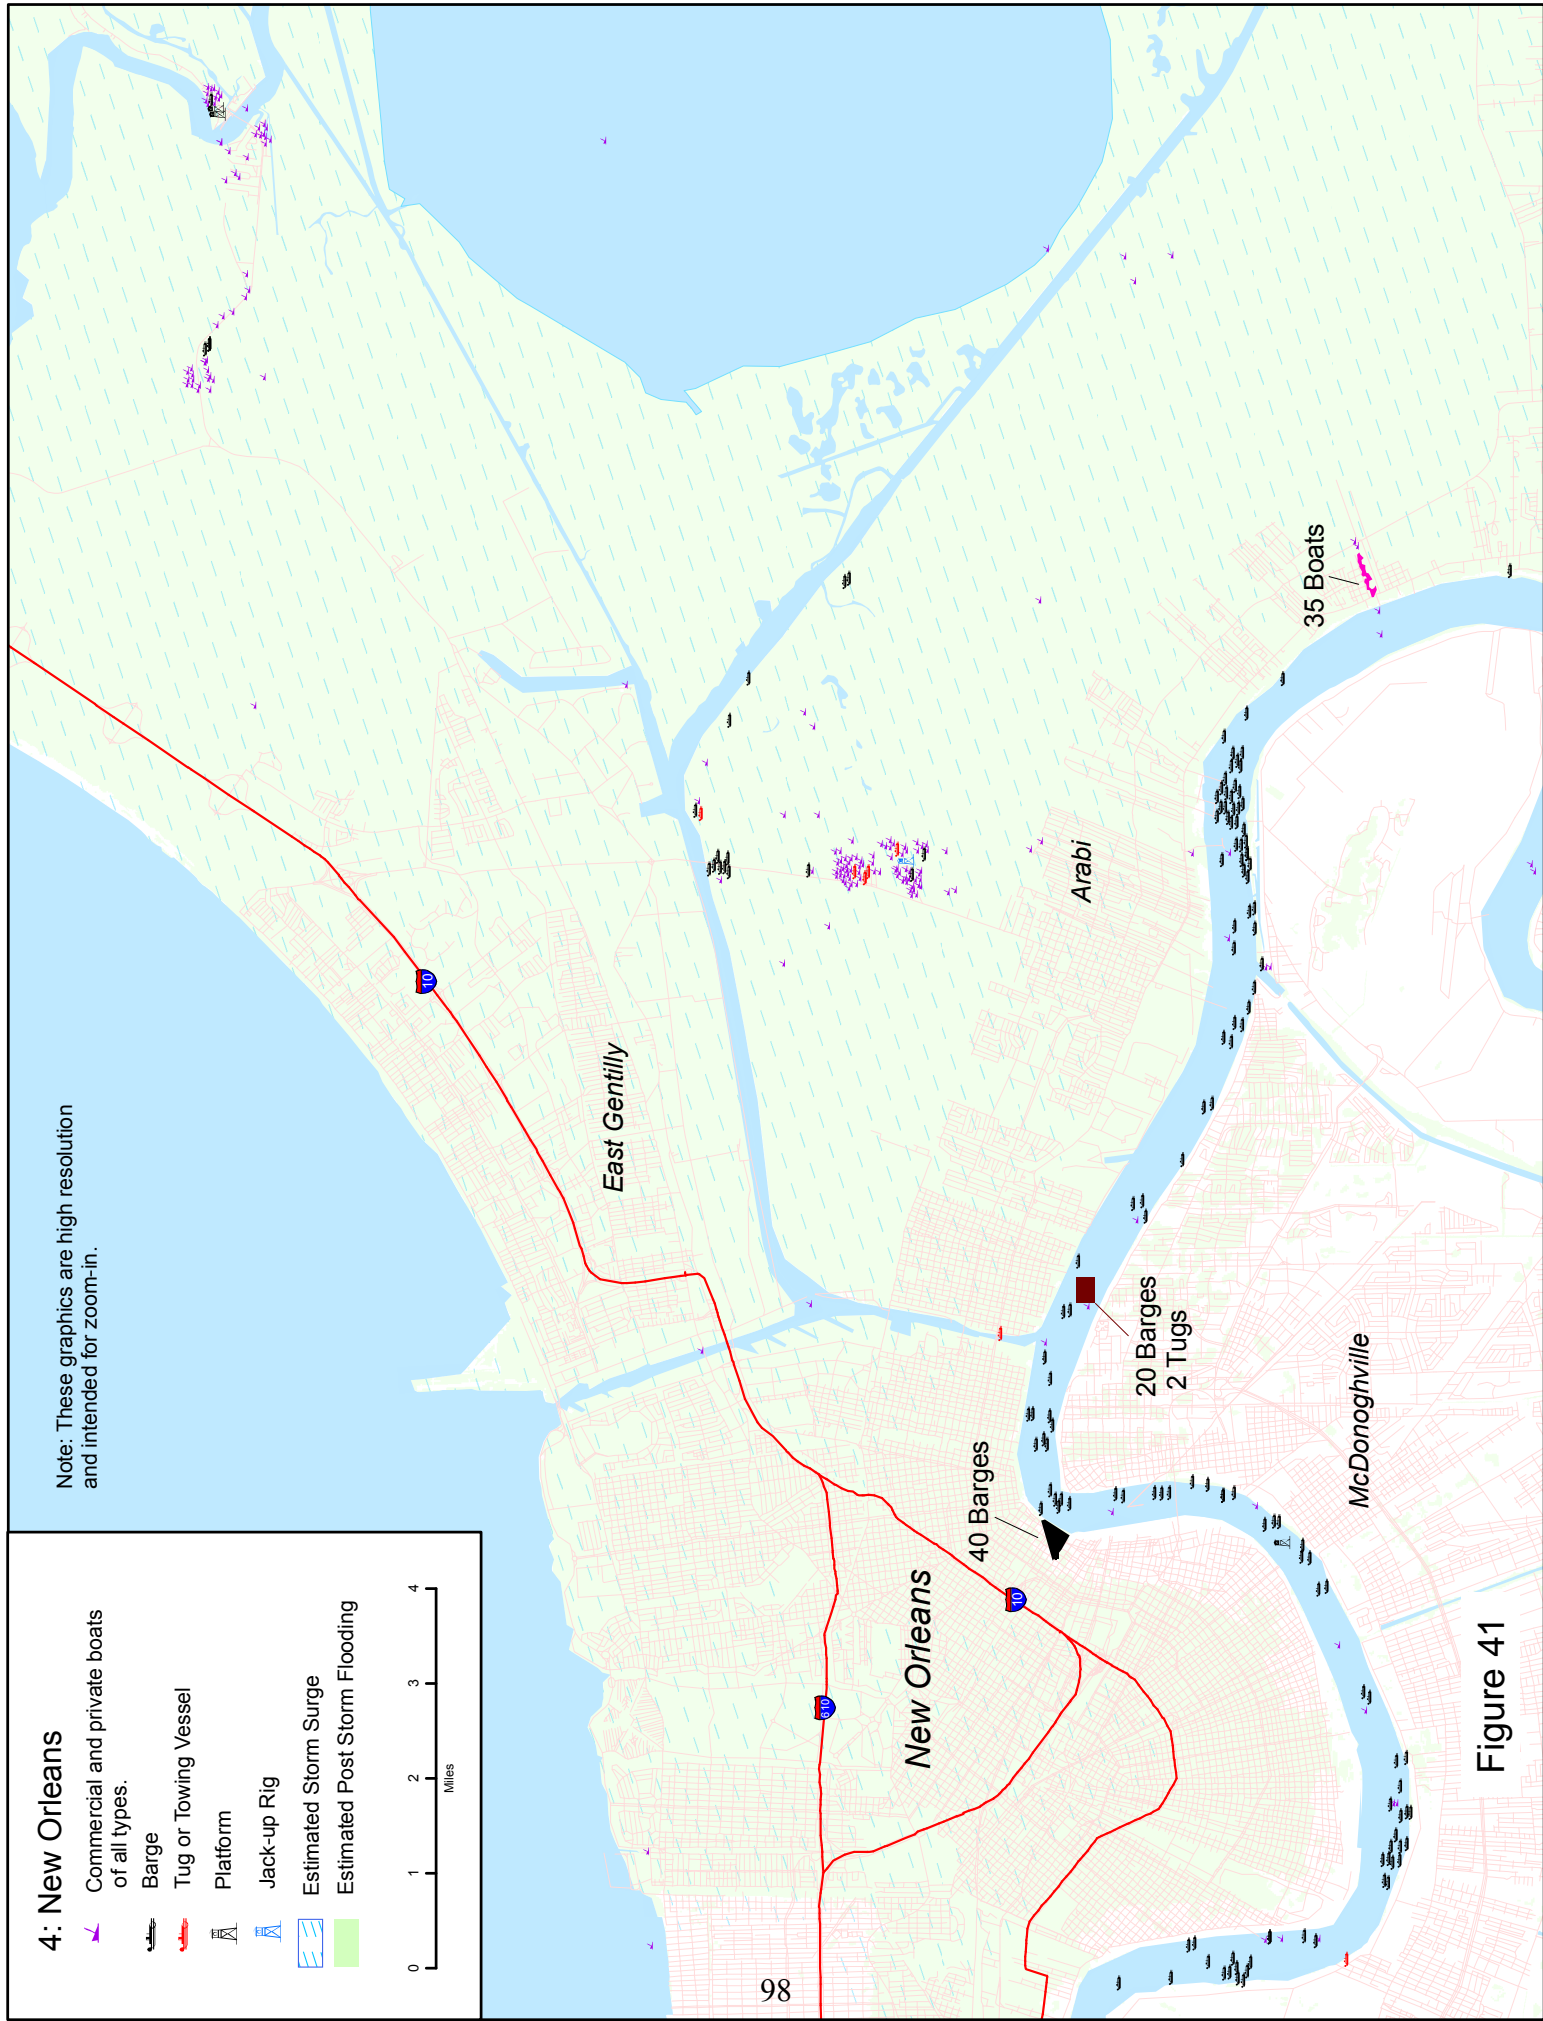 4: New Orleans
Commercial and private boats
of all types.
Barge
Tug or Towing Vessel
Platform
Jack-up Rig
Estimated Storm Surge
Estimated Post Storm Flooding
0 1 2 3 4
Miles
Note: These graphics are high resolution
and intended for zoom-in.
10
East Gentilly
610
New Orleans
10
40 Barges
20 Barges
2 Tugs
Arabi
35 Boats
McDonoghville
Figure 41
98